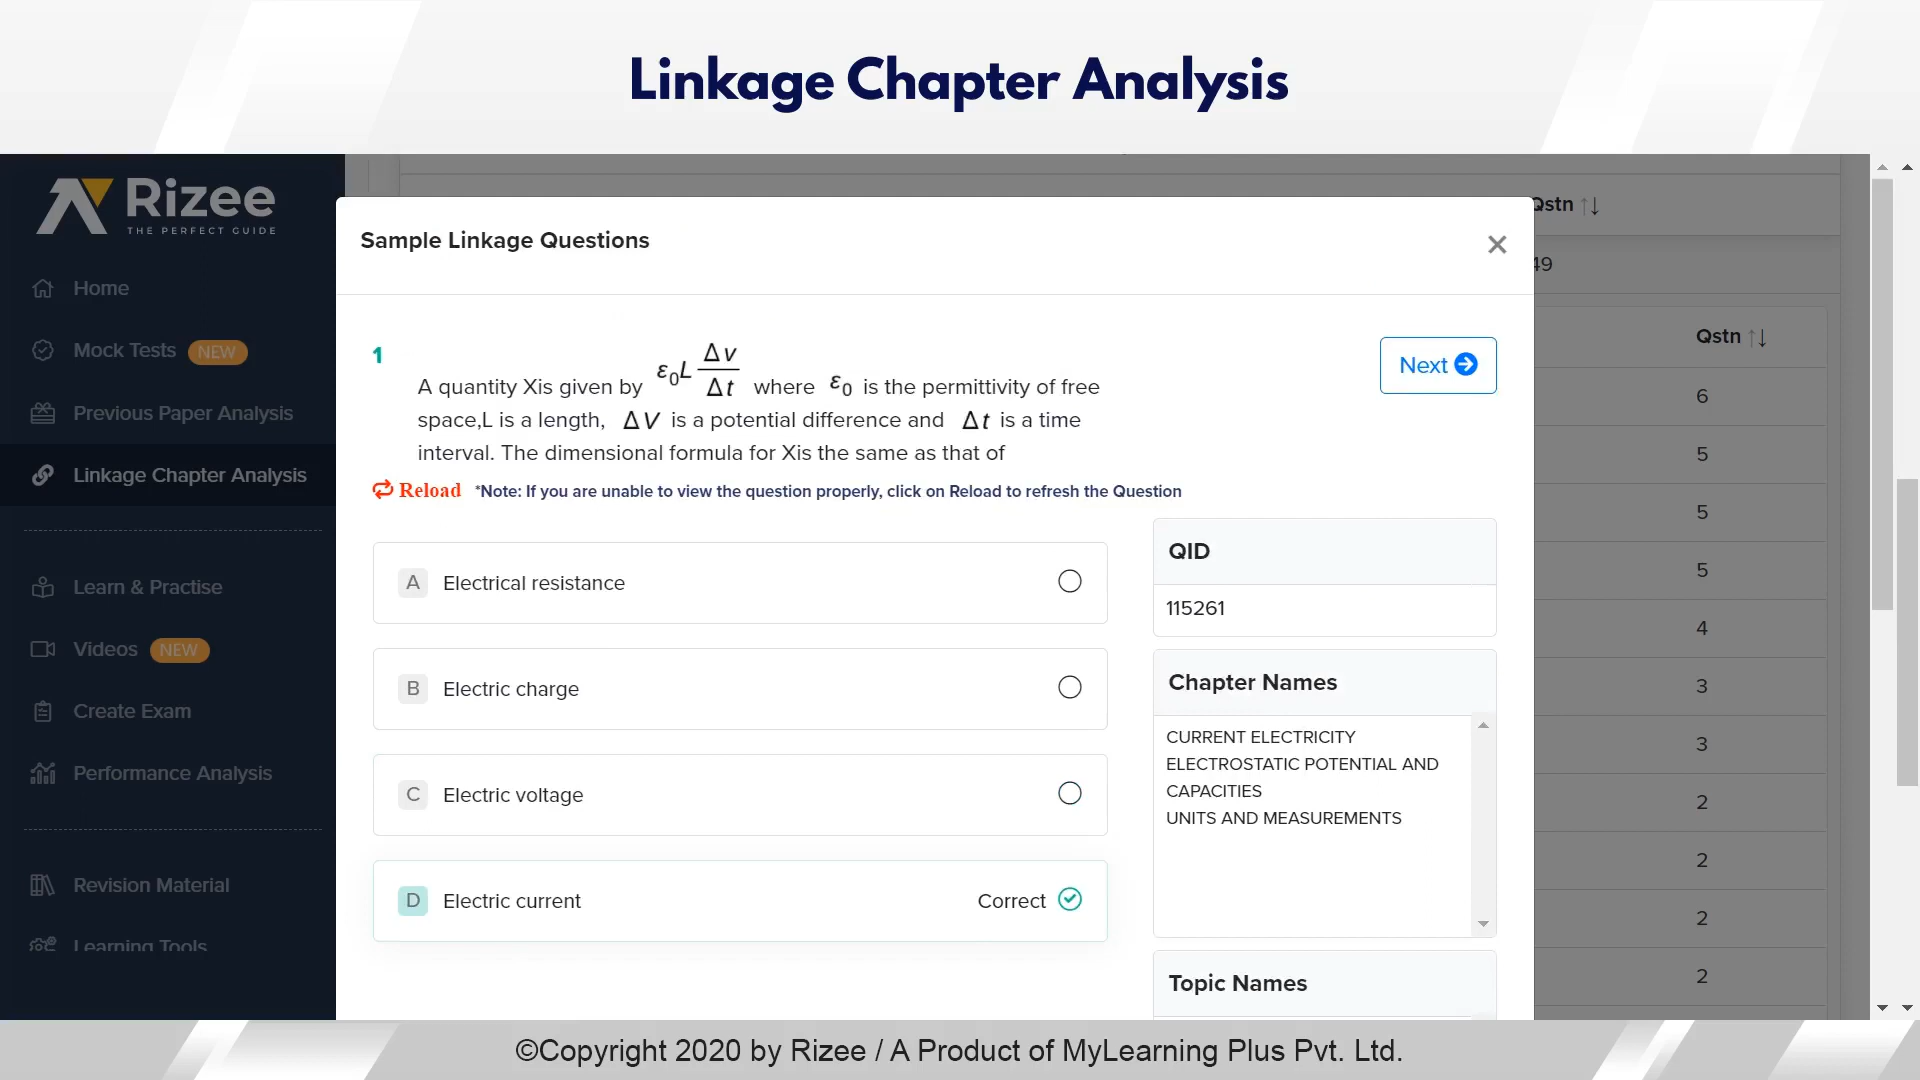 Linkage Chapter Analysis
Rizee
THE PERFECT GUIDE
Home
Mock Tests NEW
Previous Paper Analysis
Linkage Chapter Analysis
Learn & Practise
Videos NEW
Create Exam
Performance Analysis
Revision Material
Learning Tools
Sample Linkage Questions
×
1
Next
A quantity Xis given by ε₀L Δv/Δt where ε₀ is the permittivity of free
space,L is a length, ΔV is a potential difference and Δt is a time
interval. The dimensional formula for Xis the same as that of
Reload *Note: If you are unable to view the question properly, click on Reload to refresh the Question
A Electrical resistance
B Electric charge
C Electric voltage
D Electric current Correct
QID
115261
Chapter Names
CURRENT ELECTRICITY
ELECTROSTATIC POTENTIAL AND
CAPACITIES
UNITS AND MEASUREMENTS
Topic Names
Qstn ↑↓
49
Qstn ↑↓
6
5
5
5
4
3
3
2
2
2
2
©Copyright 2020 by Rizee / A Product of MyLearning Plus Pvt. Ltd.